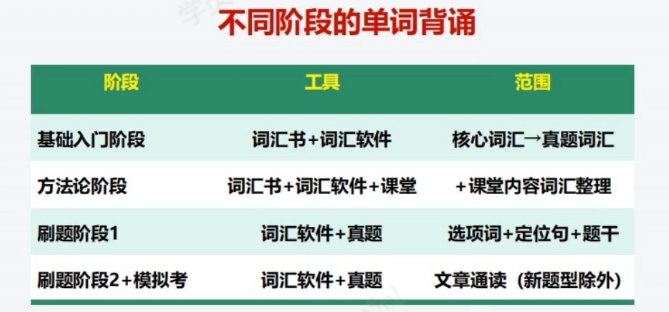 不同阶段的单词背诵
阶段 工具 范围
基础入门阶段 词汇书+词汇软件 核心词汇→真题词汇
方法论阶段 词汇书+词汇软件+课堂 +课堂内容词汇整理
刷题阶段1 词汇软件+真题 选项词+定位句+题干
刷题阶段2+模拟考 词汇软件+真题 文章通读（新题型除外）